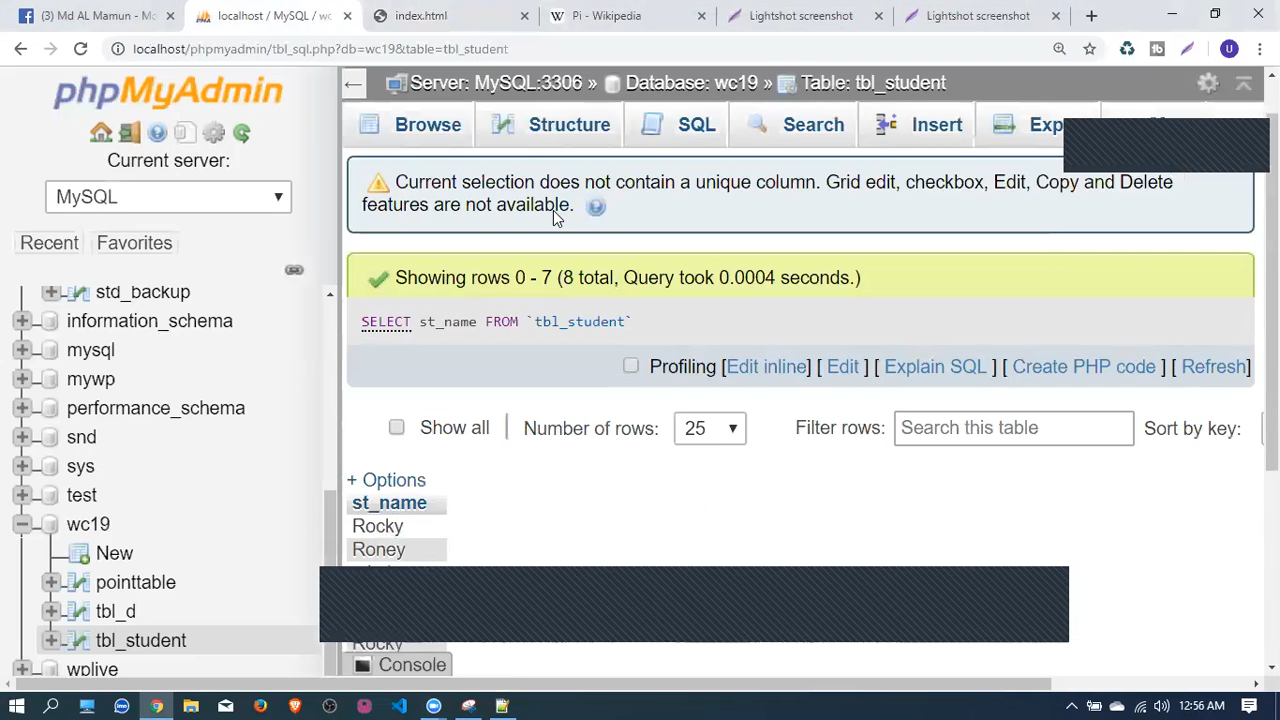 (3) Md AL Mamun - M
localhost / MySQL / wc
index.html
Pi - Wikipedia
Lightshot screenshot
Lightshot screenshot
localhost/phpmyadmin/tbl_sql.php?db=wc19&table=tbl_student
U
phpMyAdmin
Current server:
MySQL
Recent Favorites
std_backup
information_schema
mysql
mywp
performance_schema
snd
sys
test
wc19
New
pointtable
tbl_d
tbl_student
wplive
Server: MySQL:3306 » Database: wc19 » Table: tbl_student
Browse Structure SQL Search Insert Exp
Current selection does not contain a unique column. Grid edit, checkbox, Edit, Copy and Delete
features are not available.
Showing rows 0 - 7 (8 total, Query took 0.0004 seconds.)
SELECT st_name FROM `tbl_student`
Profiling [Edit inline] [ Edit ] [ Explain SQL ] [ Create PHP code ] [ Refresh]
Show all Number of rows: 25 Filter rows: Search this table Sort by key:
+ Options
st_name
Rocky
Roney
Rocky
Console
12:56 AM